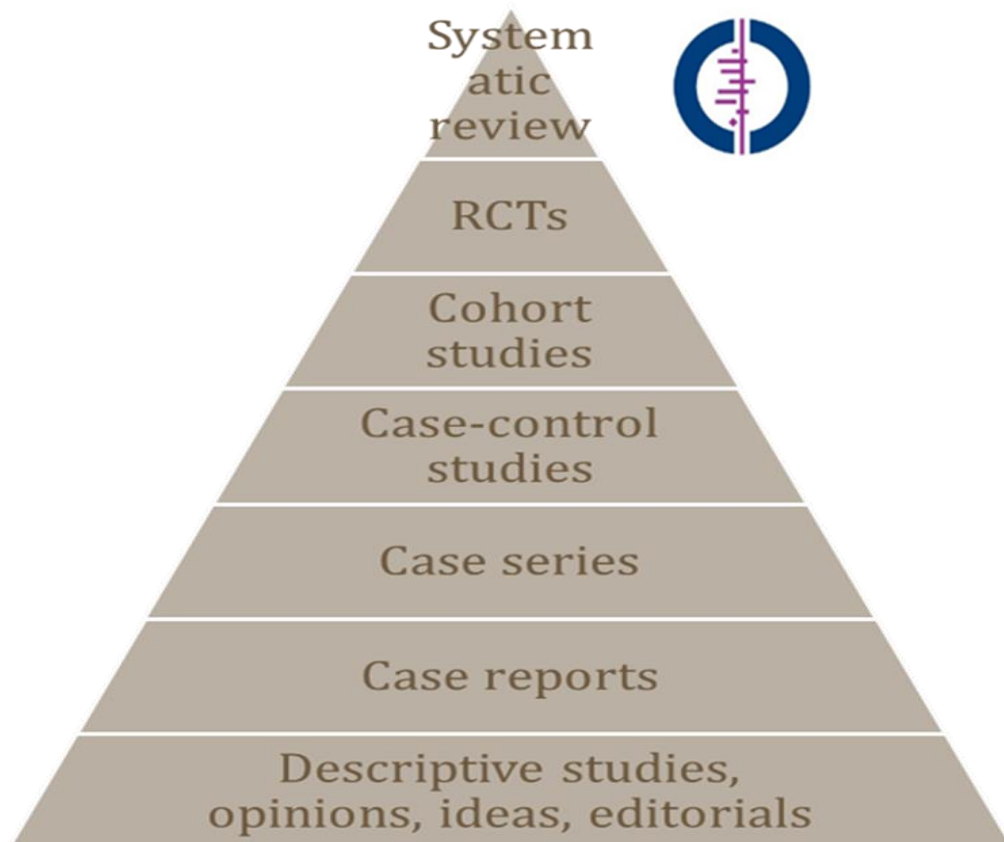 System
atic
review
RCTs
Cohort
studies
Case-control
studies
Case series
Case reports
Descriptive studies,
opinions, ideas, editorials